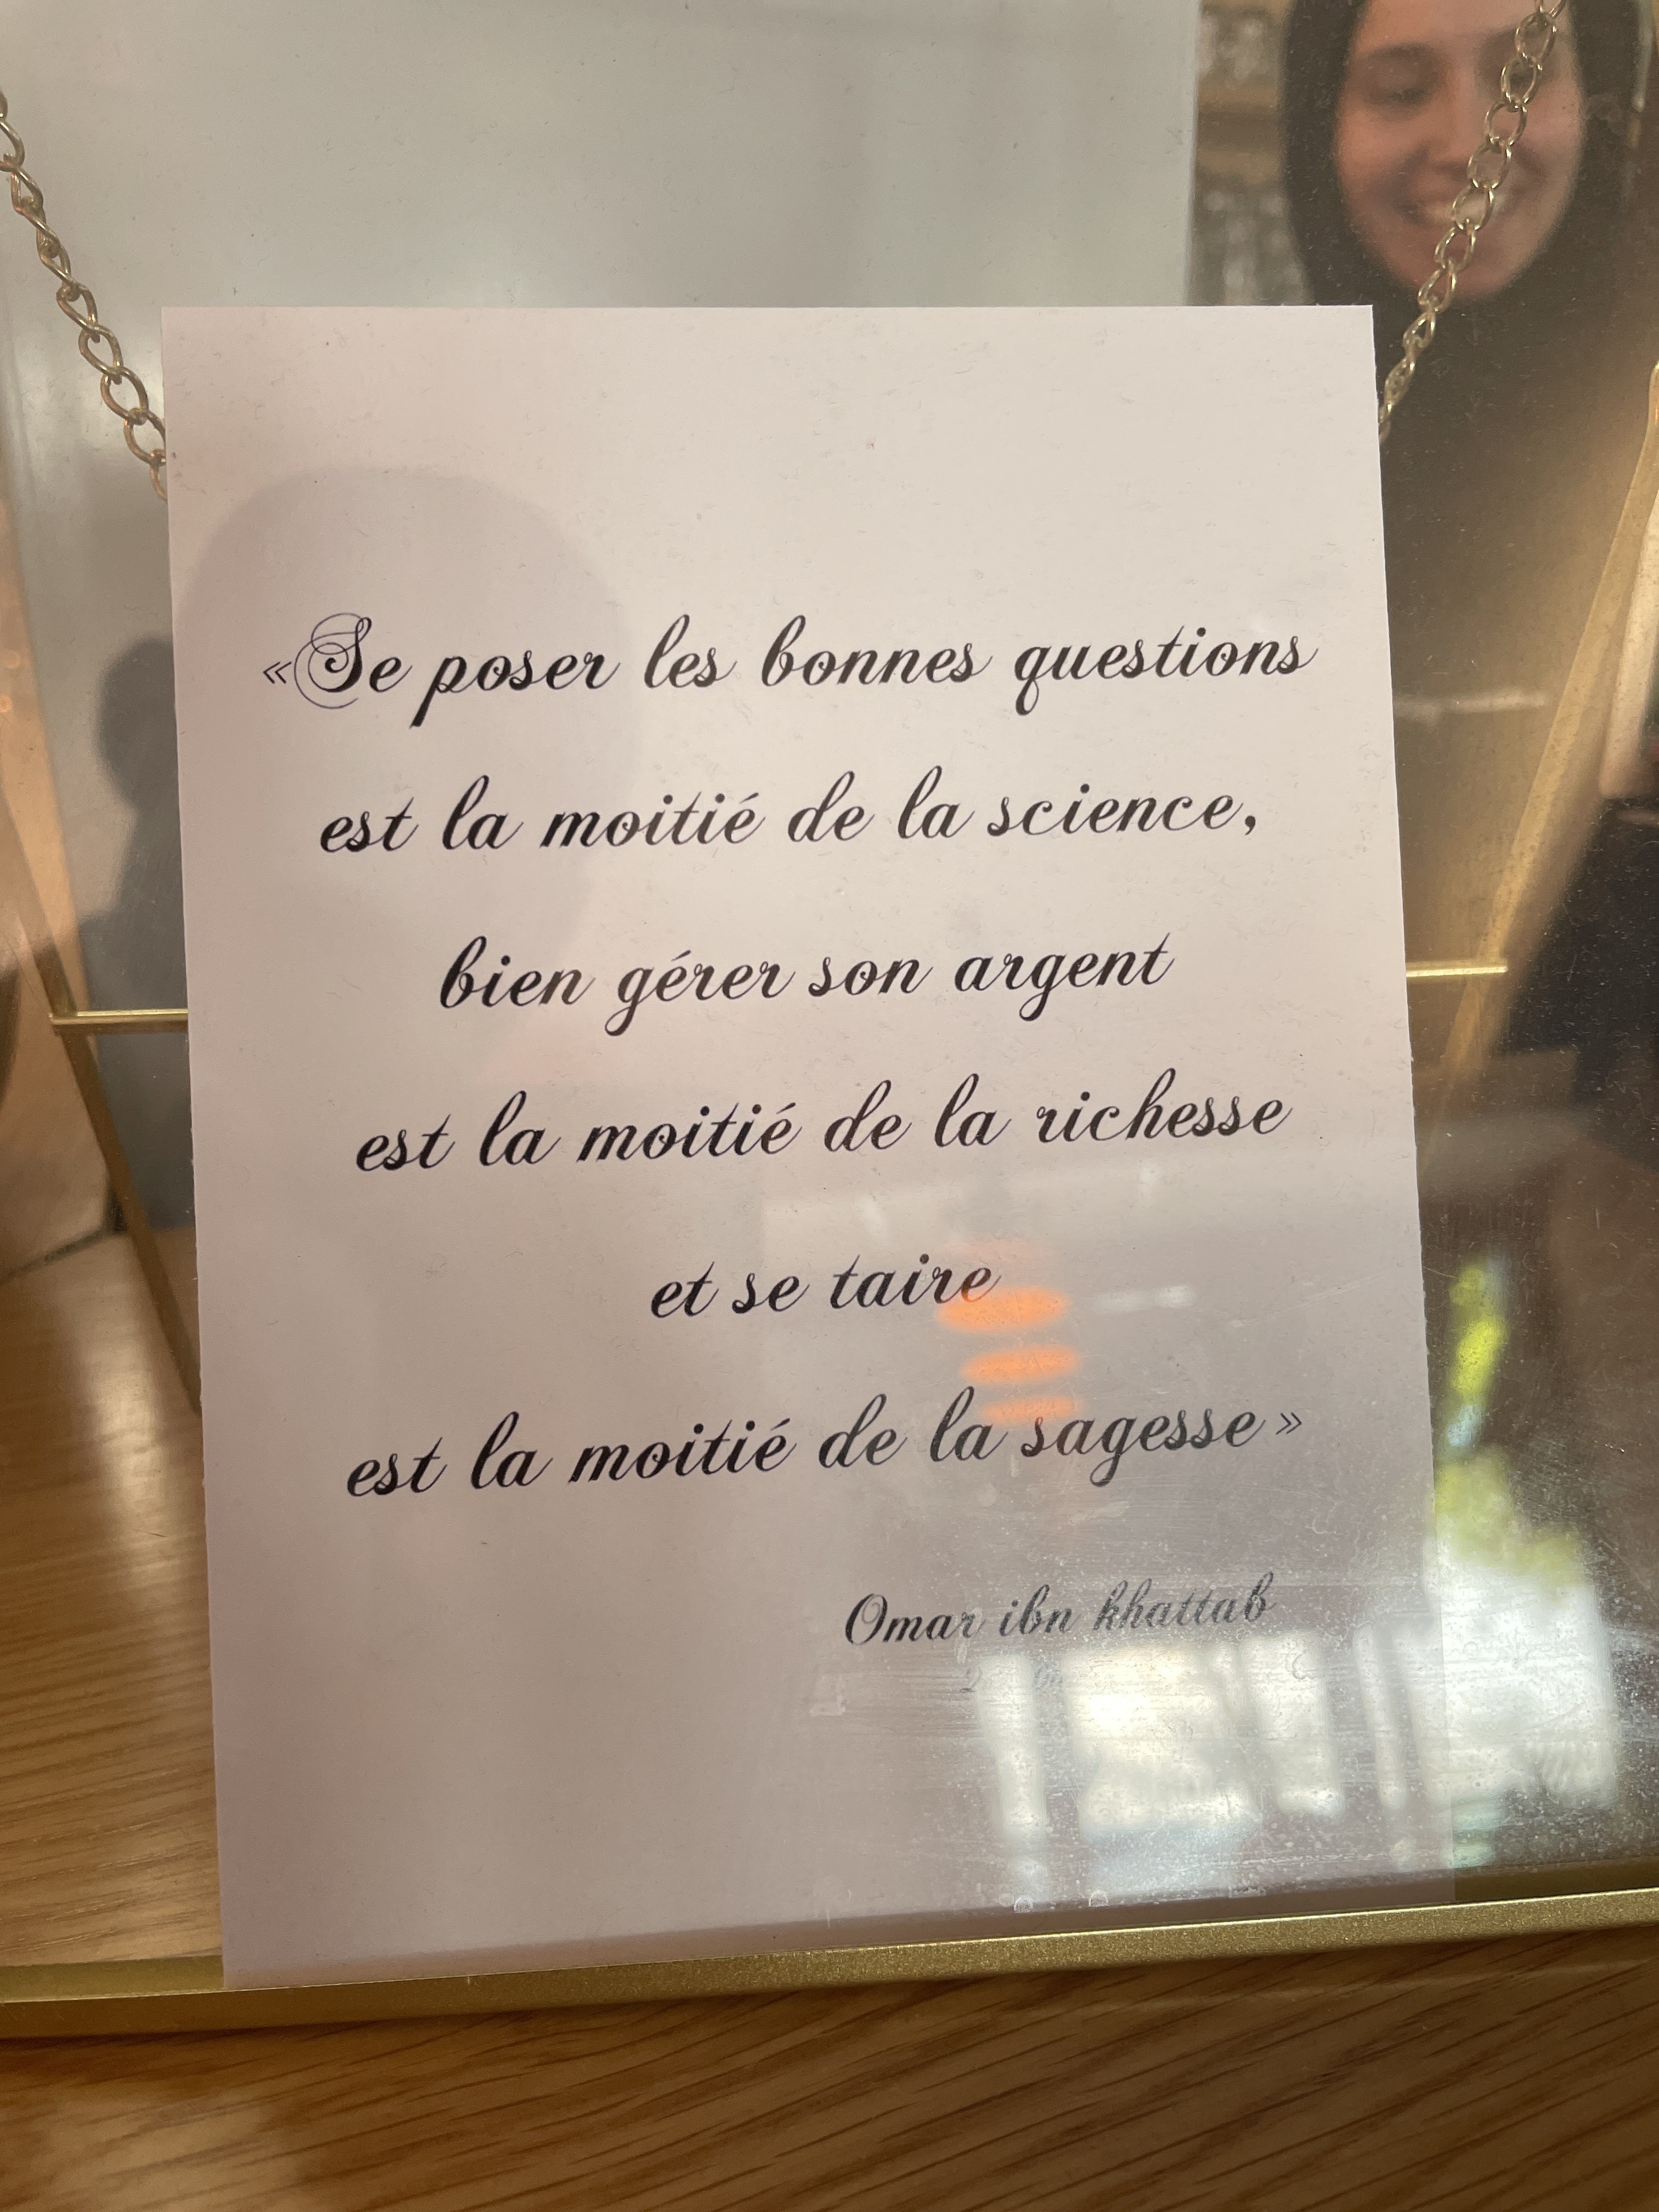 «Se poser les bonnes questions
est la moitié de la science,
bien gérer son argent
est la moitié de la richesse
et se taire
est la moitié de la sagesse»
Omar ibn khattab